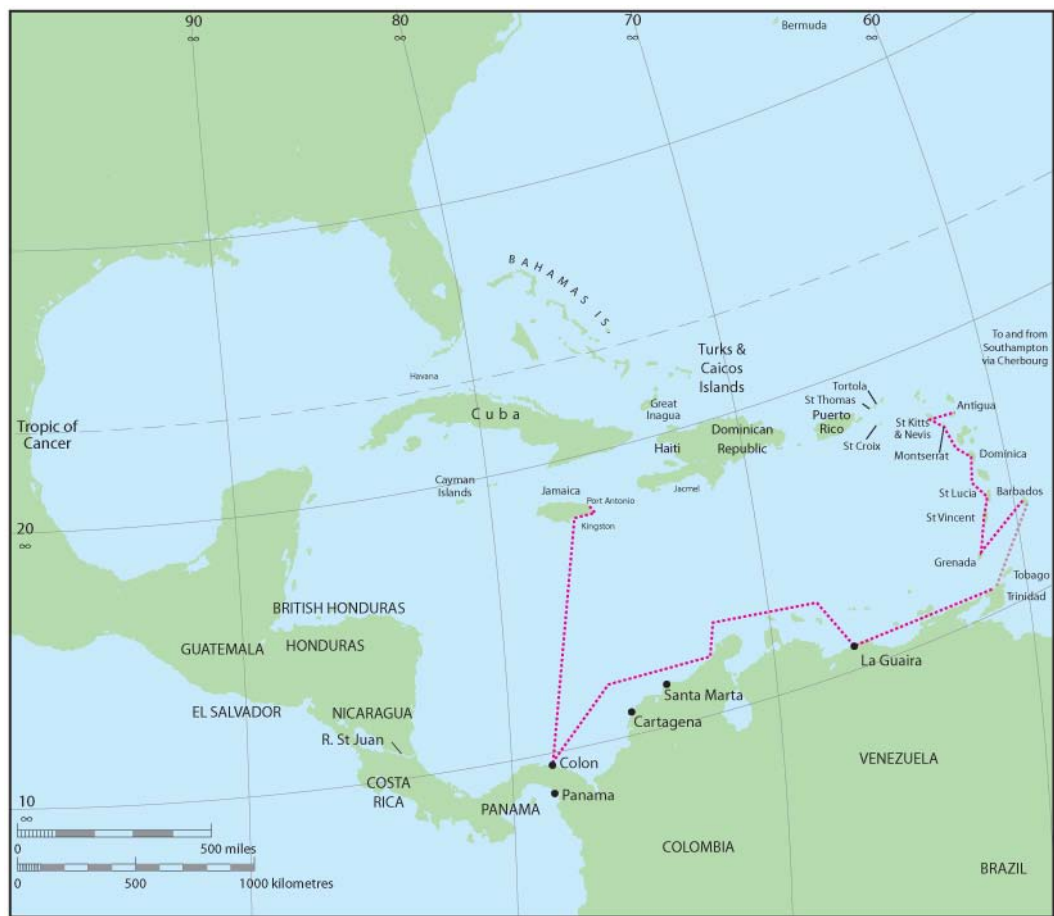 90
∞
80
∞
70
∞
60
∞
Bermuda
BAHAMAS IS.
To and from
Southampton
via Cherbourg
Turks &
Caicos
Islands
Havana
Tropic of
Cancer
Cuba
Great
Inagua
Haiti
Dominican
Republic
Tortola
St Thomas
Puerto
Rico
St Croix
Antigua
St Kitts
& Nevis
Montserrat
Dominica
Cayman
Islands
Jamaica
Port Antonio
Kingston
Jacmel
St Lucia
Barbados
St Vincent
Grenada
Tobago
Trinidad
20
∞
BRITISH HONDURAS
GUATEMALA
HONDURAS
La Guaira
Santa Marta
EL SALVADOR
NICARAGUA
Cartagena
R. St Juan
Colon
VENEZUELA
COSTA
RICA
Panama
PANAMA
10
∞
0
500 miles
COLOMBIA
BRAZIL
0
500
1000 kilometres